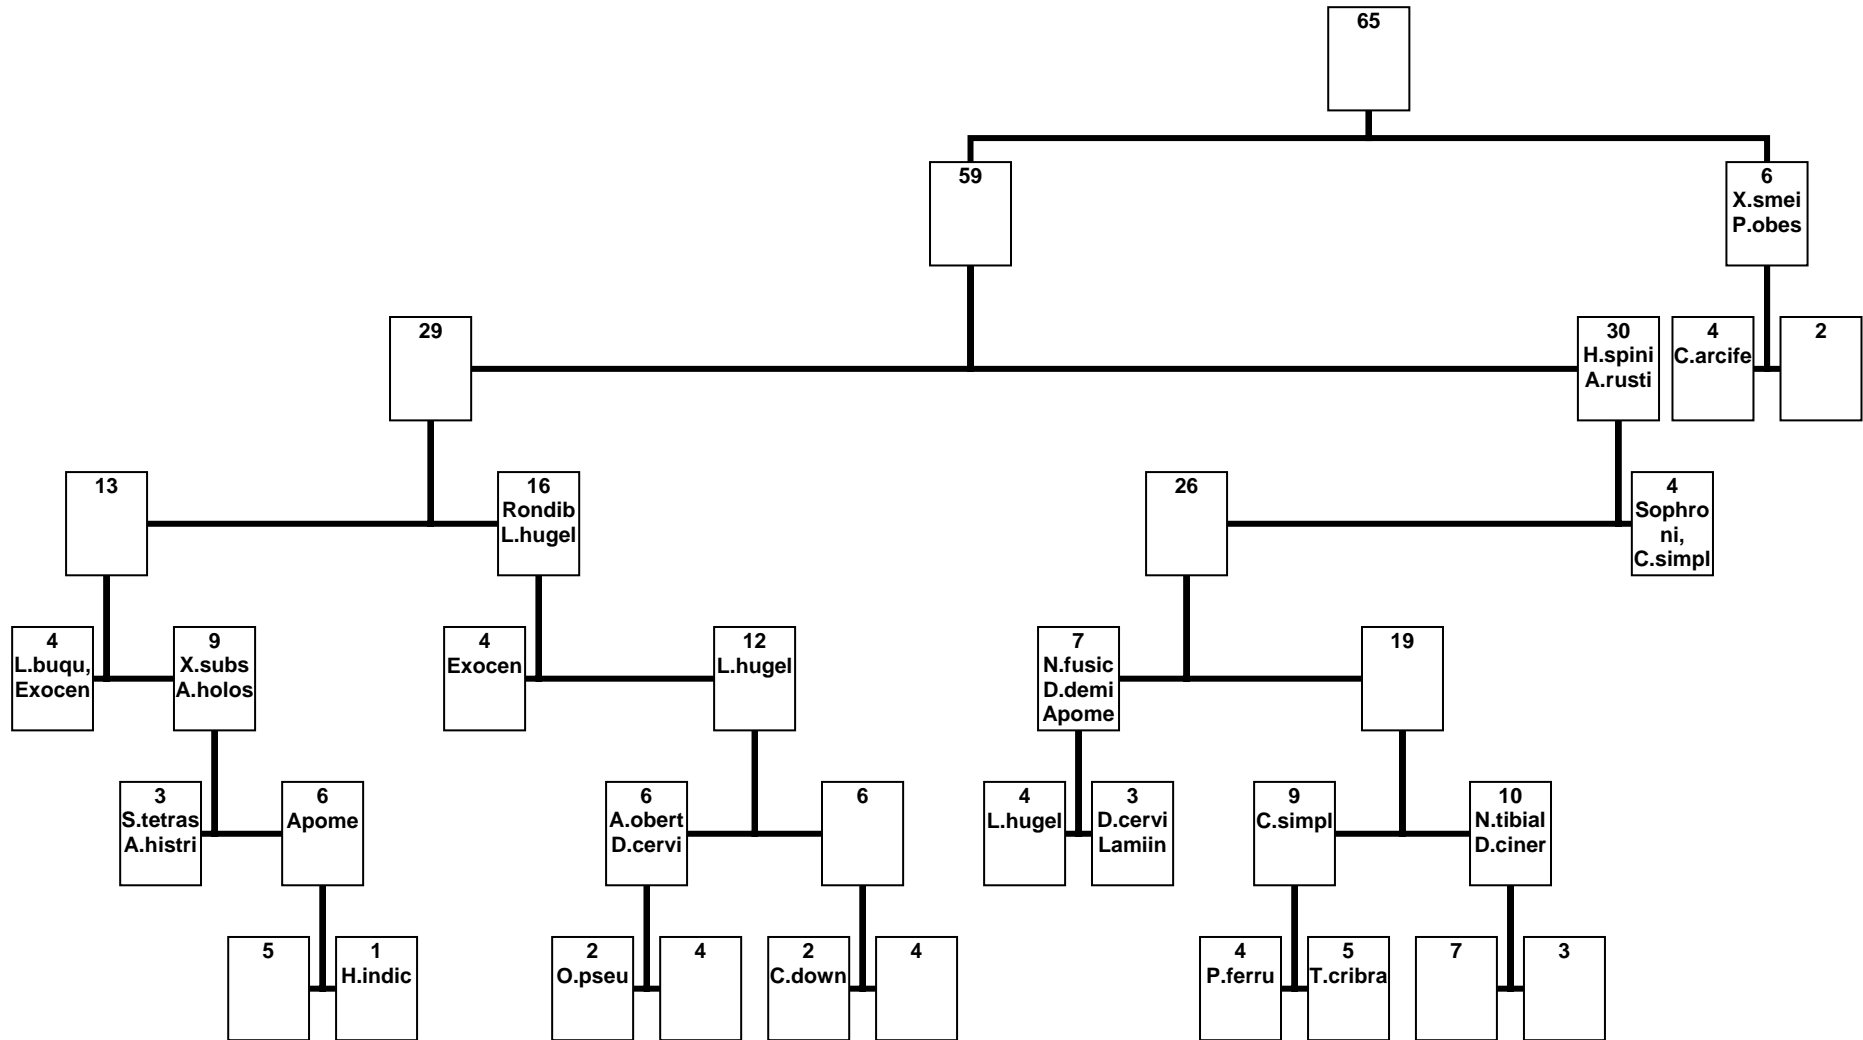 65
59
6
X.smei
P.obes
29
30
H.spini
A.rusti
4
C.arcife
2
13
16
Rondib
L.hugel
26
4
Sophro
ni,
C.simpl
4
L.buqu,
Exocen
9
X.subs
A.holos
4
Exocen
12
L.hugel
7
N.fusic
D.demi
Apome
19
3
S.tetras
A.histri
6
Apome
6
A.obert
D.cervi
6
4
L.hugel
3
D.cervi
Lamiin
9
C.simpl
10
N.tibial
D.ciner
5
1
H.indic
2
O.pseu
4
2
C.down
4
4
P.ferru
5
T.cribra
7
3